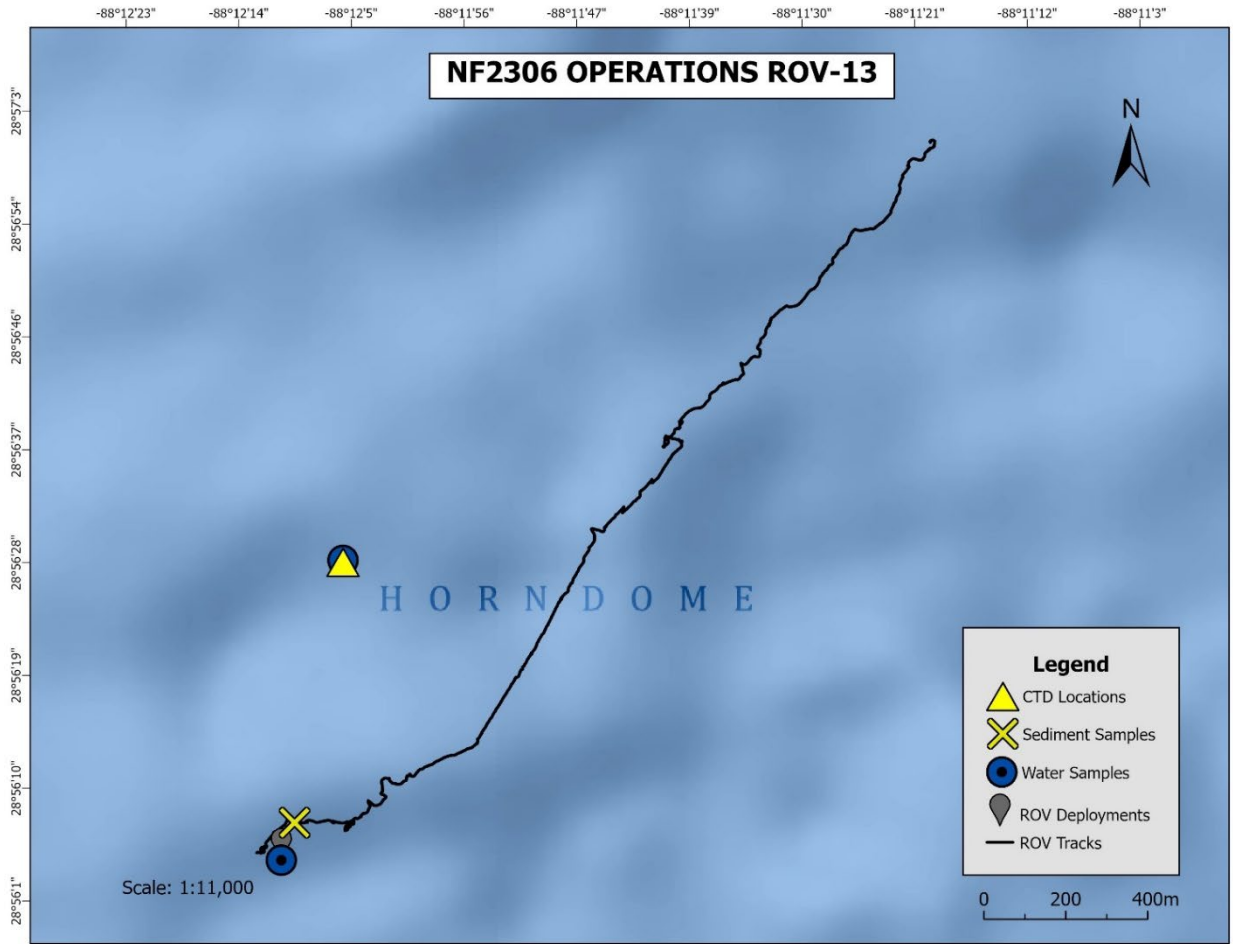 -88°12'23" -88°12'14" -88°12'5" -88°11'56" -88°11'47" -88°11'39" -88°11'30" -88°11'21" -88°11'12" -88°11'3"
NF2306 OPERATIONS ROV-13
N
28°57'3"
28°56'54"
28°56'46"
28°56'37"
28°56'28"
28°56'19"
28°56'10"
28°56'1"
HORN DOME
Legend
CTD Locations
Sediment Samples
Water Samples
ROV Deployments
ROV Tracks
Scale: 1:11,000
0 200 400m